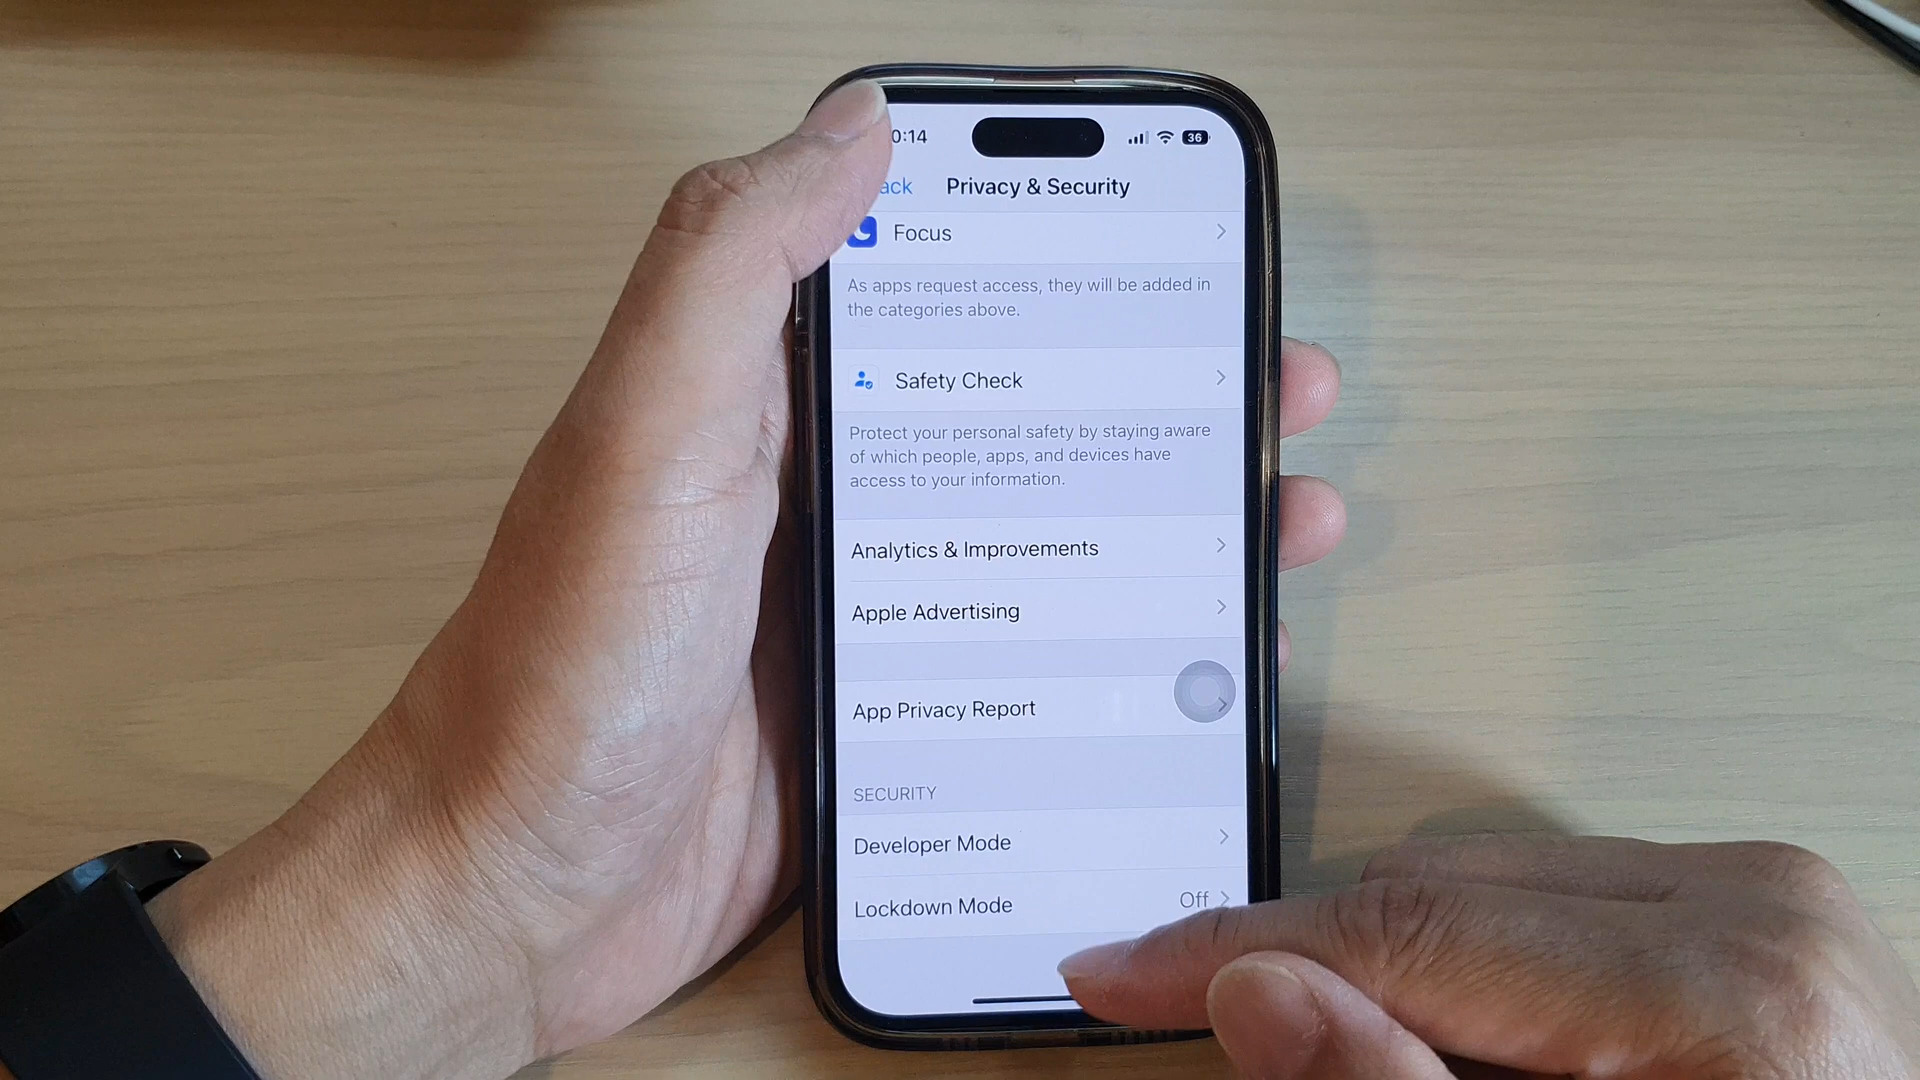 0:14
36
ack Privacy & Security
Focus
As apps request access, they will be added in
the categories above.
Safety Check
Protect your personal safety by staying aware
of which people, apps, and devices have
access to your information.
Analytics & Improvements
Apple Advertising
App Privacy Report
SECURITY
Developer Mode
Lockdown Mode Off